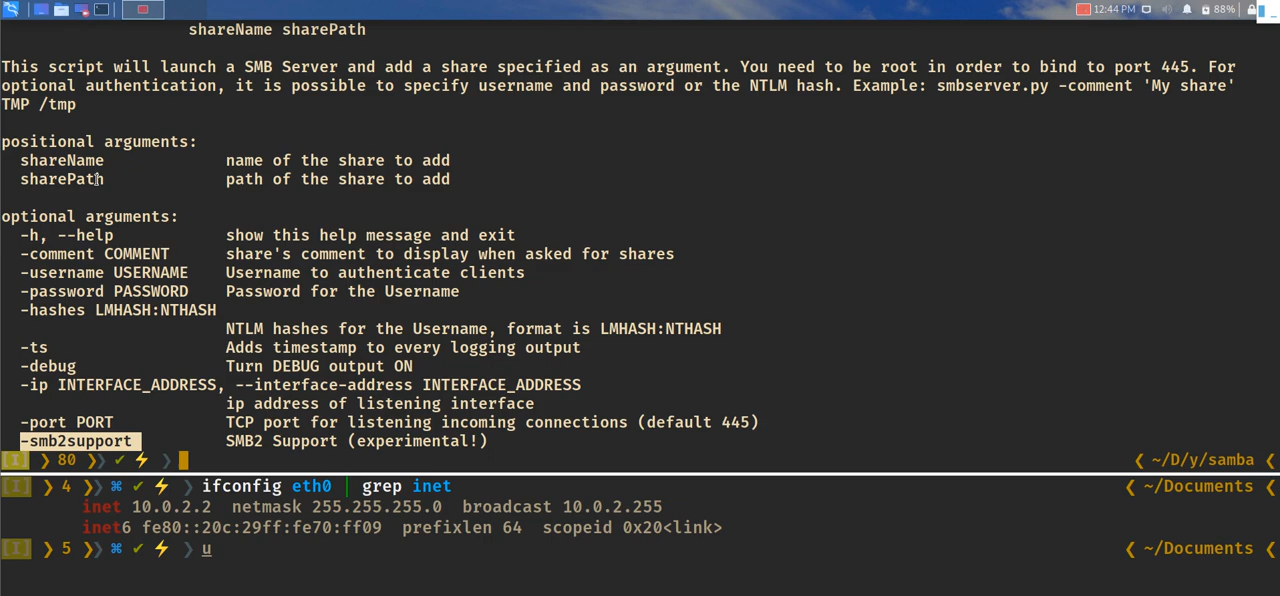 12:44 PM 88%
shareName sharePath
This script will launch a SMB Server and add a share specified as an argument. You need to be root in order to bind to port 445. For
optional authentication, it is possible to specify username and password or the NTLM hash. Example: smbserver.py -comment 'My share'
TMP /tmp
positional arguments:
shareName name of the share to add
sharePath path of the share to add
optional arguments:
-h, --help show this help message and exit
-comment COMMENT share's comment to display when asked for shares
-username USERNAME Username to authenticate clients
-password PASSWORD Password for the Username
-hashes LMHASH:NTHASH
NTLM hashes for the Username, format is LMHASH:NTHASH
-ts Adds timestamp to every logging output
-debug Turn DEBUG output ON
-ip INTERFACE_ADDRESS, --interface-address INTERFACE_ADDRESS
ip address of listening interface
-port PORT TCP port for listening incoming connections (default 445)
-smb2support SMB2 Support (experimental!)
[I] ❯ 80 ❯❯ ✔ ⚡ ❯ ❮ ~/D/y/samba ❮
[I] ❯ 4 ❯❯ ⌘ ✔ ⚡ ❯ ifconfig eth0 | grep inet ❮ ~/Documents ❮
inet 10.0.2.2 netmask 255.255.255.0 broadcast 10.0.2.255
inet6 fe80::20c:29ff:fe70:ff09 prefixlen 64 scopeid 0x20<link>
[I] ❯ 5 ❯❯ ⌘ ✔ ⚡ ❯ u ❮ ~/Documents ❮